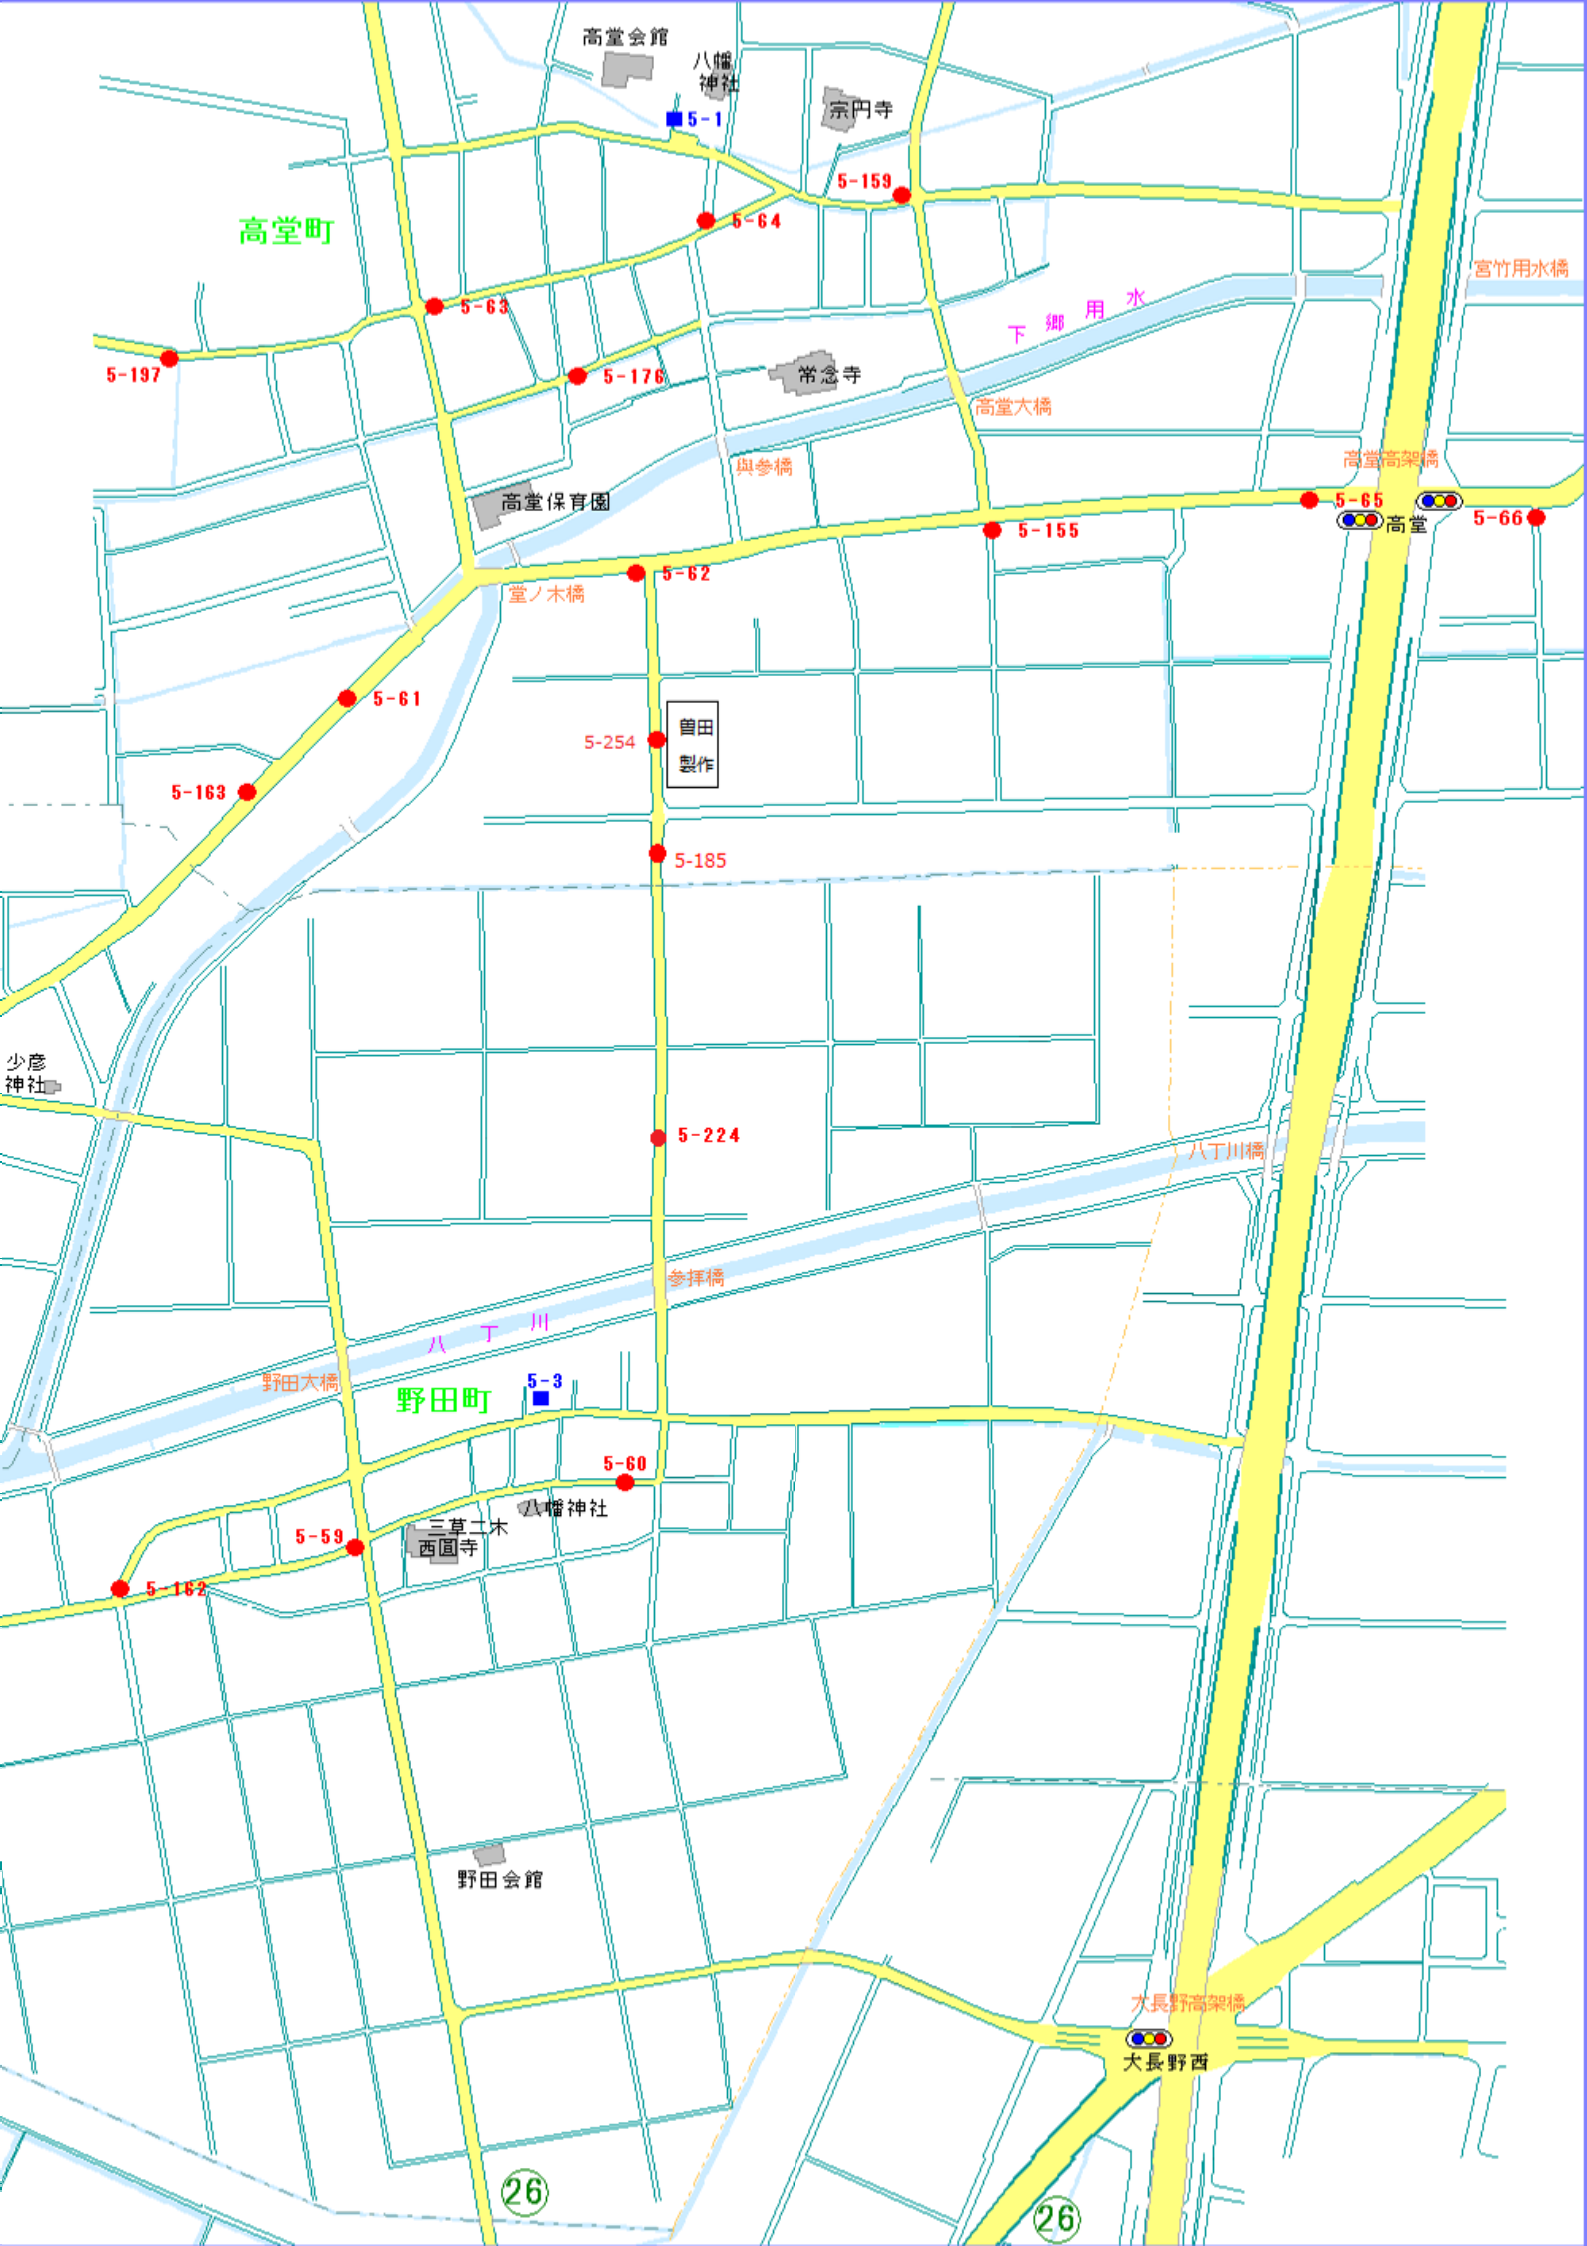 高堂会館
八幡
神社
宗円寺
5-1
5-159
5-64
高堂町
宮竹用水橋
下郷用水
5-63
5-197
5-176
常念寺
高堂大橋
與参橋
高堂高架橋
高堂保育園
5-65
高堂
5-66
5-155
5-62
堂ノ木橋
5-61
曽田
製作
5-254
5-163
5-185
少彦
神社
5-224
八丁川橋
参拝橋
八丁川
野田大橋
5-3
野田町
5-60
八幡神社
三草二木
西圓寺
5-59
5-162
野田会館
大長野高架橋
大長野西
26
26